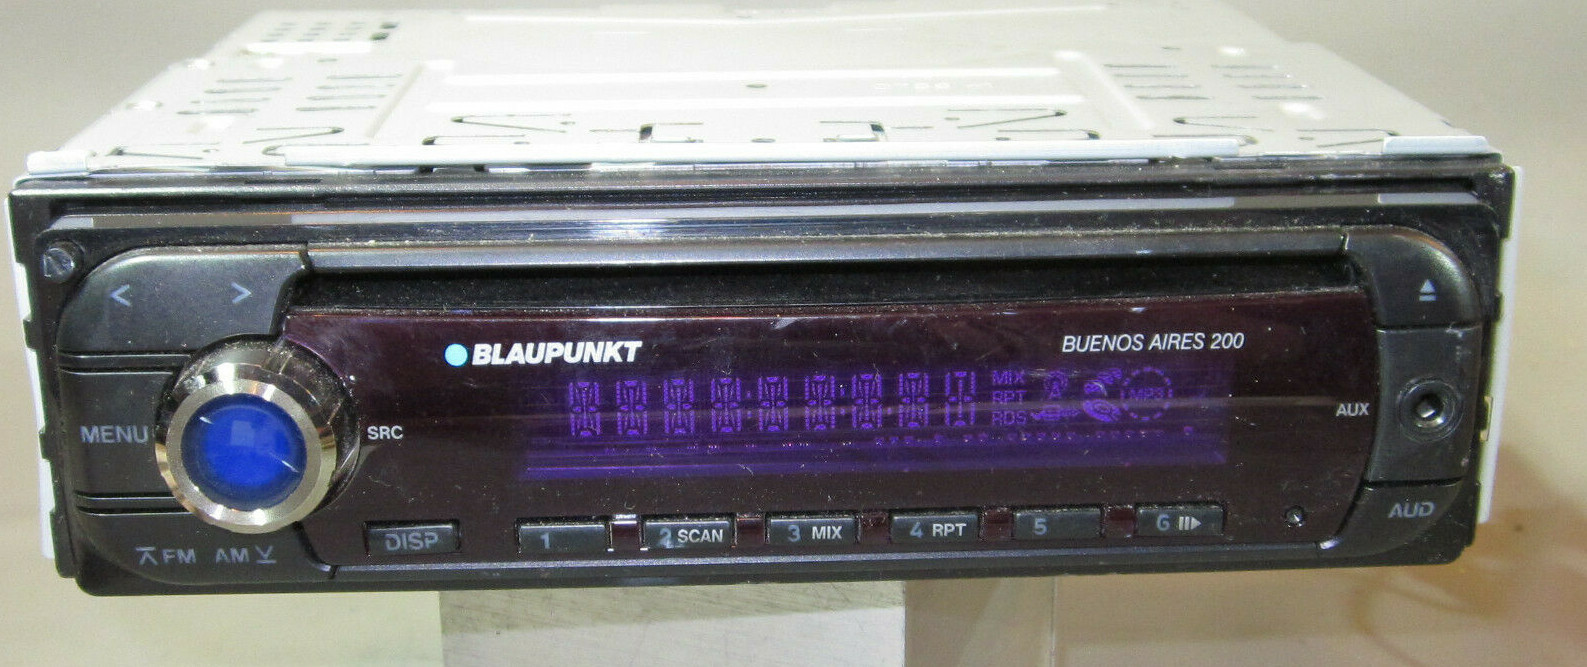 < >
BLAUPUNKT
BUENOS AIRES 200
MIX
RPT
RDS
MP3
MENU
SRC
AUX
FM AM
DISP
1
2 SCAN
3 MIX
4 RPT
5
6
AUD